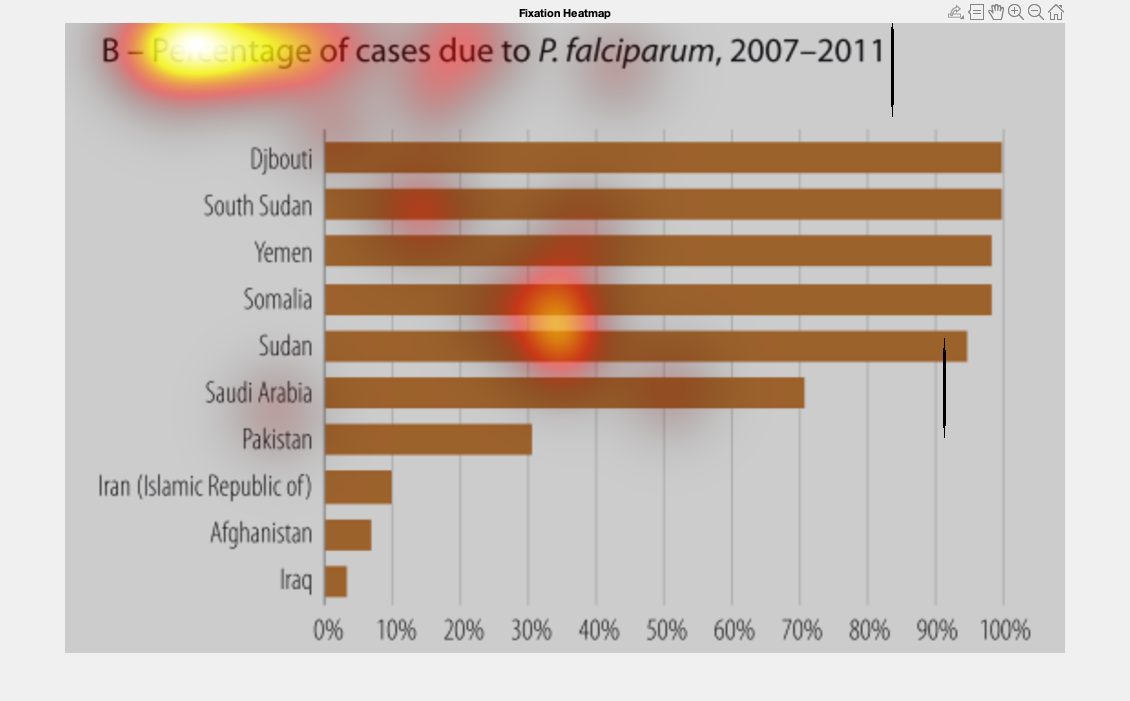 Fixation Heatmap
B – Percentage of cases due to P. falciparum, 2007–2011
Djbouti
South Sudan
Yemen
Somalia
Sudan
Saudi Arabia
Pakistan
Iran (Islamic Republic of)
Afghanistan
Iraq
0% 10% 20% 30% 40% 50% 60% 70% 80% 90% 100%